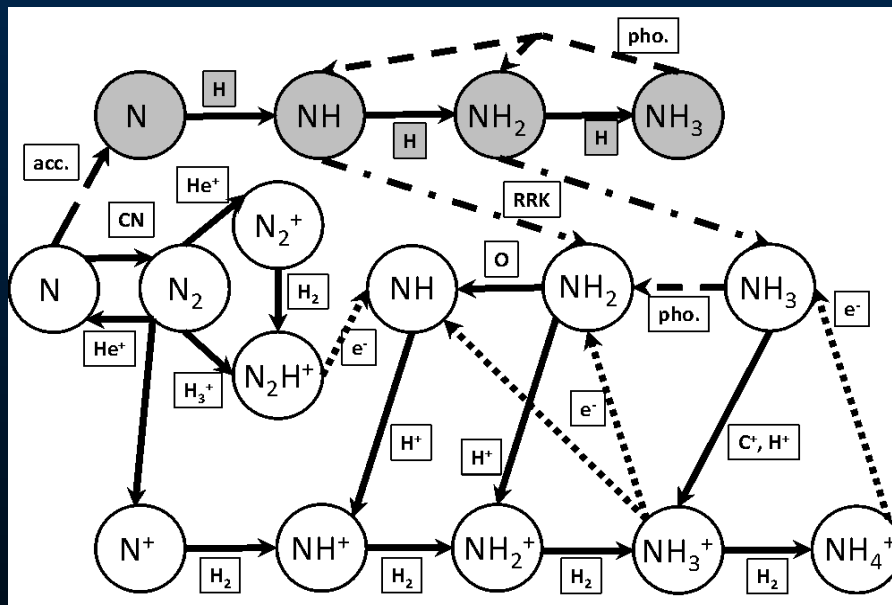 pho.
H
N
NH
NH₂
NH₃
H
H
acc.
He⁺
RRK
CN
N₂⁺
O
N
N₂
H₂
NH
NH₂
NH₃
pho.
e⁻
He⁺
e⁻
H₃⁺
N₂H⁺
e⁻
H⁺
H⁺
C⁺, H⁺
N⁺
NH⁺
NH₂⁺
NH₃⁺
NH₄⁺
H₂
H₂
H₂
H₂